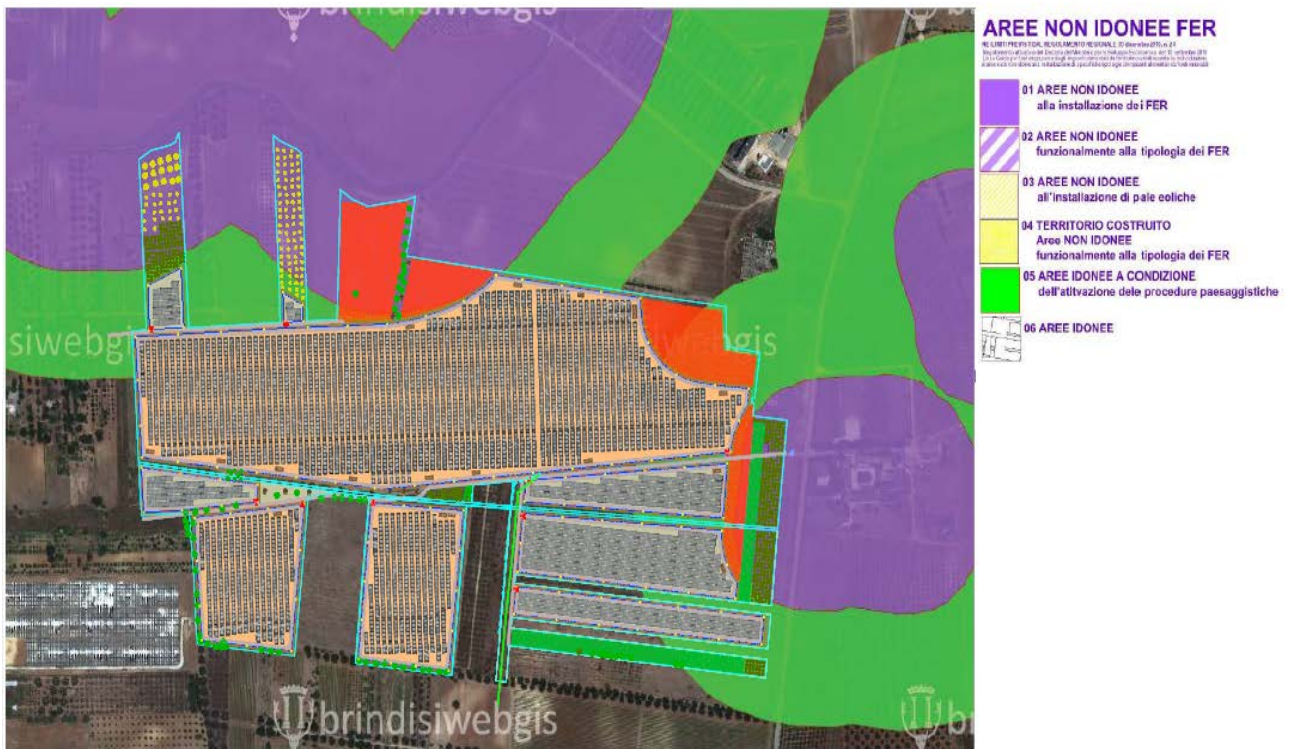 brindisiwebgis
AREE NON IDONEE FER
01 AREE NON IDONEE
alla installazione dei FER
02 AREE NON IDONEE
funzionalmente alla tipologia dei FER
03 AREE NON IDONEE
all'installazione di pale eoliche
04 TERRITORIO COSTRUITO
Aree NON IDONEE
funzionalmente alla tipologia dei FER
05 AREE IDONEE A CONDIZIONE
dell'atitvazione dele procedure paesaggistiche
06 AREE IDONEE
siwebgis
brindisiwebgis